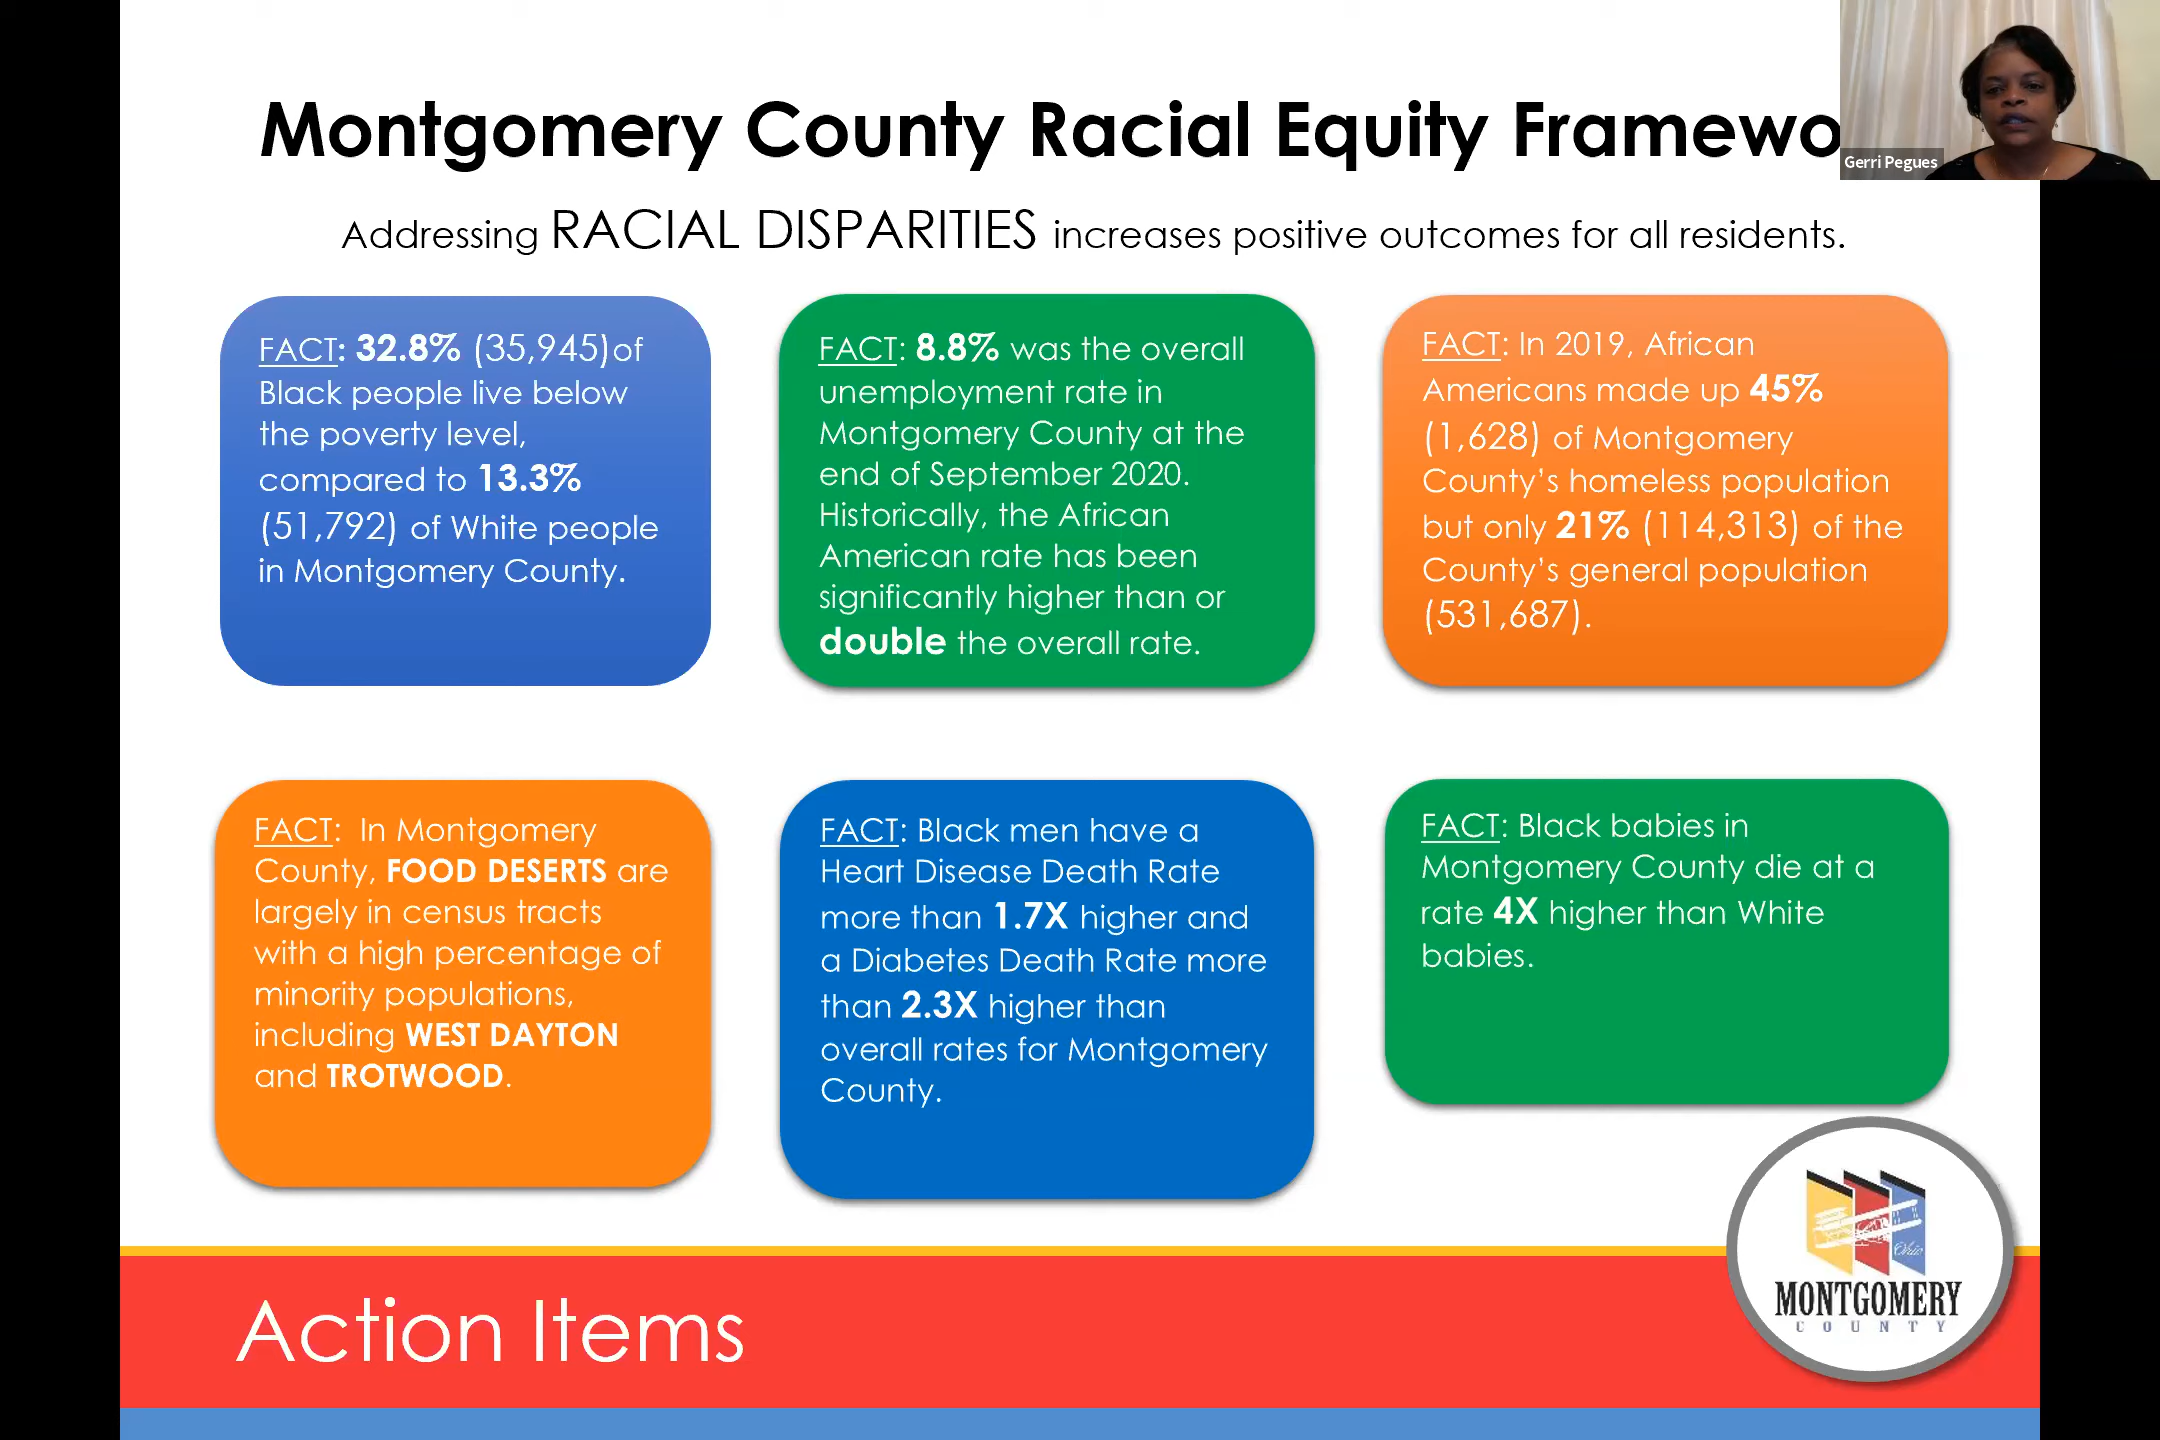 Montgomery County Racial Equity Framewo
Gerri Pegues
Addressing RACIAL DISPARITIES increases positive outcomes for all residents.
FACT: 32.8% (35,945)of
Black people live below
the poverty level,
compared to 13.3%
(51,792) of White people
in Montgomery County.
FACT: 8.8% was the overall
unemployment rate in
Montgomery County at the
end of September 2020.
Historically, the African
American rate has been
significantly higher than or
double the overall rate.
FACT: In 2019, African
Americans made up 45%
(1,628) of Montgomery
County’s homeless population
but only 21% (114,313) of the
County’s general population
(531,687).
FACT:  In Montgomery
County, FOOD DESERTS are
largely in census tracts
with a high percentage of
minority populations,
including WEST DAYTON
and TROTWOOD.
FACT: Black men have a
Heart Disease Death Rate
more than 1.7X higher and
a Diabetes Death Rate more
than 2.3X higher than
overall rates for Montgomery
County.
FACT: Black babies in
Montgomery County die at a
rate 4X higher than White
babies.
Action Items
Ohio
MONTGOMERY
COUNTY